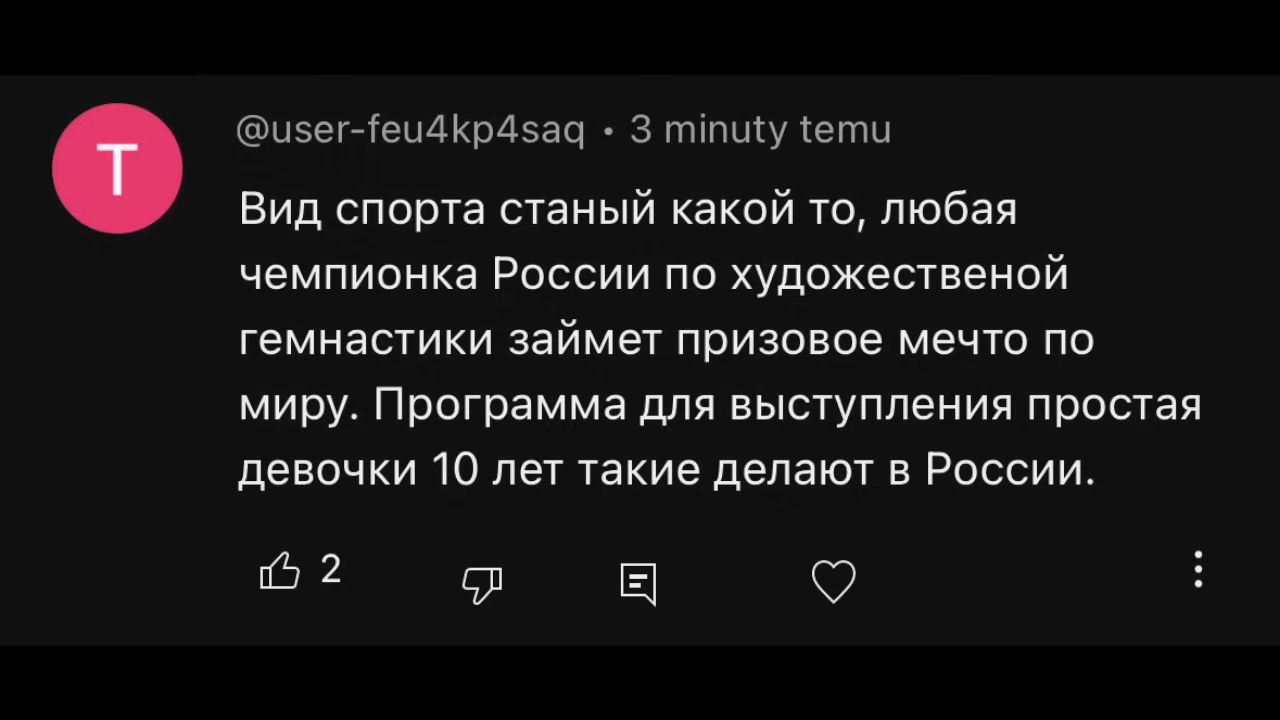 T
@user-feu4kp4saq • 3 minuty temu
Вид спорта станый какой то, любая
чемпионка России по художественой
гемнастики займет призовое мечто по
миру. Программа для выступления простая
девочки 10 лет такие делают в России.
2